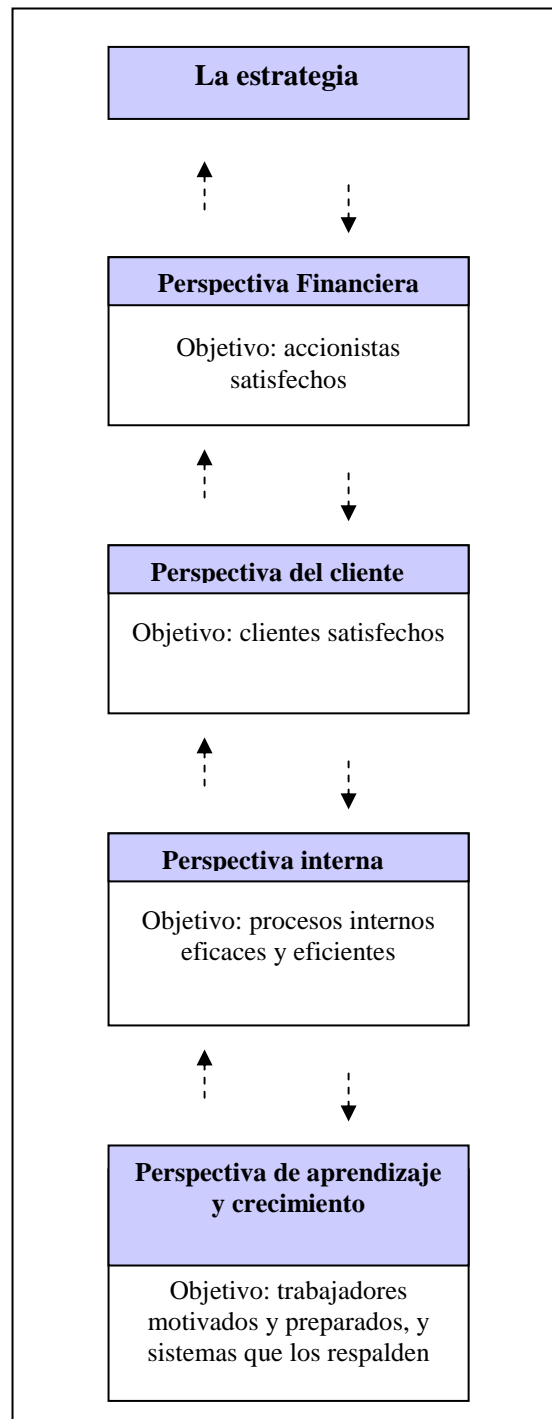 La estrategia
Perspectiva Financiera
Objetivo: accionistas
satisfechos
Perspectiva del cliente
Objetivo: clientes satisfechos
Perspectiva interna
Objetivo: procesos internos
eficaces y eficientes
Perspectiva de aprendizaje
y crecimiento
Objetivo: trabajadores
motivados y preparados, y
sistemas que los respalden